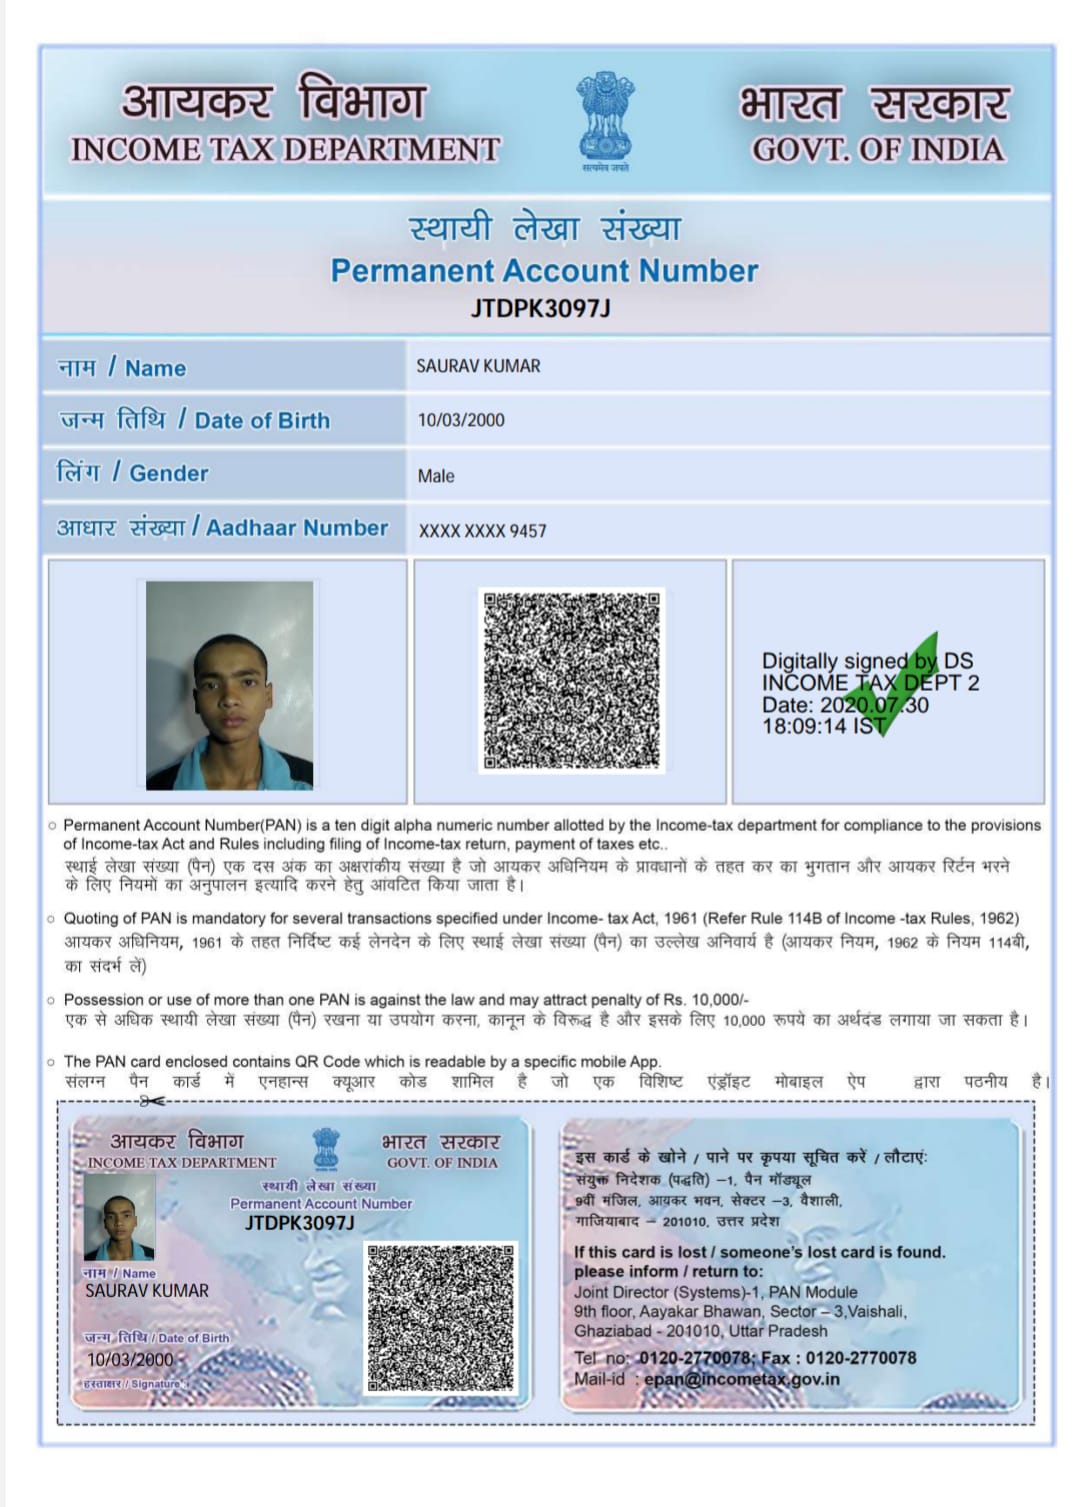 आयकर विभाग
INCOME TAX DEPARTMENT
सत्यमेव जयते
भारत सरकार
GOVT. OF INDIA
स्थायी लेखा संख्या
Permanent Account Number
JTDPK3097J
नाम / Name
SAURAV KUMAR
जन्म तिथि / Date of Birth
10/03/2000
लिंग / Gender
Male
आधार संख्या / Aadhaar Number
XXXX XXXX 9457
Digitally signed by DS
INCOME TAX DEPT 2
Date: 2020.07.30
18:09:14 IST
○ Permanent Account Number(PAN) is a ten digit alpha numeric number allotted by the Income-tax department for compliance to the provisions
of Income-tax Act and Rules including filing of Income-tax return, payment of taxes etc..
स्थाई लेखा संख्या (पैन) एक दस अंक का अक्षरांकीय संख्या है जो आयकर अधिनियम के प्रावधानों के तहत कर का भुगतान और आयकर रिर्टन भरने
के लिए नियमों का अनुपालन इत्यादि करने हेतु आंवटित किया जाता है।
○ Quoting of PAN is mandatory for several transactions specified under Income- tax Act, 1961 (Refer Rule 114B of Income -tax Rules, 1962)
आयकर अधिनियम, 1961 के तहत निर्दिष्ट कई लेनदेन के लिए स्थाई लेखा संख्या (पैन) का उल्लेख अनिवार्य है (आयकर नियम, 1962 के नियम 114बी,
का संदर्भ लें)
○ Possession or use of more than one PAN is against the law and may attract penalty of Rs. 10,000/-
एक से अधिक स्थायी लेखा संख्या (पैन) रखना या उपयोग करना, कानून के विरूद्ध है और इसके लिए 10,000 रूपये का अर्थदंड लगाया जा सकता है।
○ The PAN card enclosed contains QR Code which is readable by a specific mobile App.
संलग्न पैन कार्ड में एनहान्स क्यूआर कोड शामिल है जो एक विशिष्ट एंड्रॉइट मोबाइल ऐप द्वारा पठनीय है।
आयकर विभाग
INCOME TAX DEPARTMENT
भारत सरकार
GOVT. OF INDIA
स्थायी लेखा संख्या
Permanent Account Number
JTDPK3097J
नाम / Name
SAURAV KUMAR
जन्म तिथि / Date of Birth
10/03/2000
हस्ताक्षर / Signature :
इस कार्ड के खोने / पाने पर कृपया सूचित करें / लौटाएं:
संयुक्त निदेशक (पद्धति) –1, पैन मॉड्यूल
9वीं मंजिल, आयकर भवन, सेक्टर –3, वैशाली,
गाजियाबाद – 201010, उत्तर प्रदेश
If this card is lost / someone's lost card is found.
please inform / return to:
Joint Director (Systems)-1, PAN Module
9th floor, Aayakar Bhawan, Sector – 3,Vaishali,
Ghaziabad - 201010, Uttar Pradesh
Tel no: 0120-2770078; Fax : 0120-2770078
Mail-id : epan@incometax.gov.in